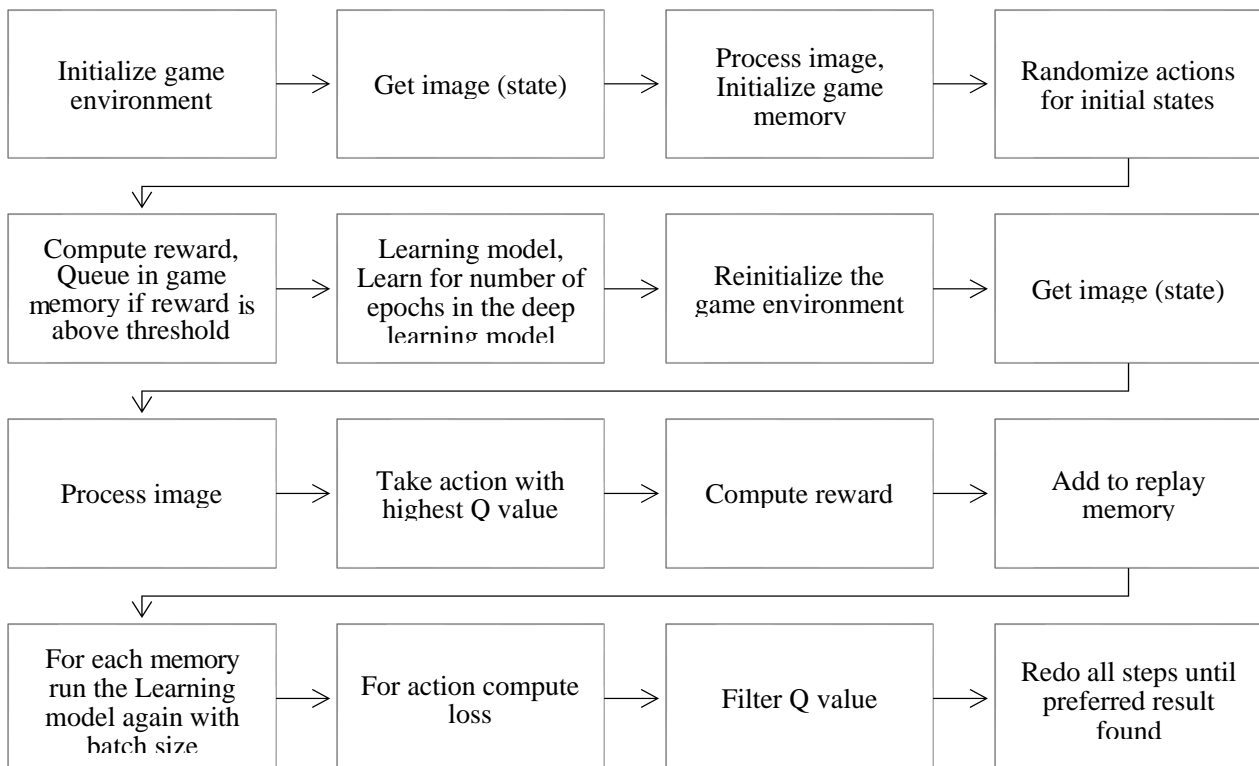 Initialize game
environment
Get image (state)
Process image,
Initialize game
memory
Randomize actions
for initial states
Compute reward,
Queue in game
memory if reward is
above threshold
Learning model,
Learn for number of
epochs in the deep
learning model
Reinitialize the
game environment
Get image (state)
Process image
Take action with
highest Q value
Compute reward
Add to replay
memory
For each memory
run the Learning
model again with
batch size
For action compute
loss
Filter Q value
Redo all steps until
preferred result
found